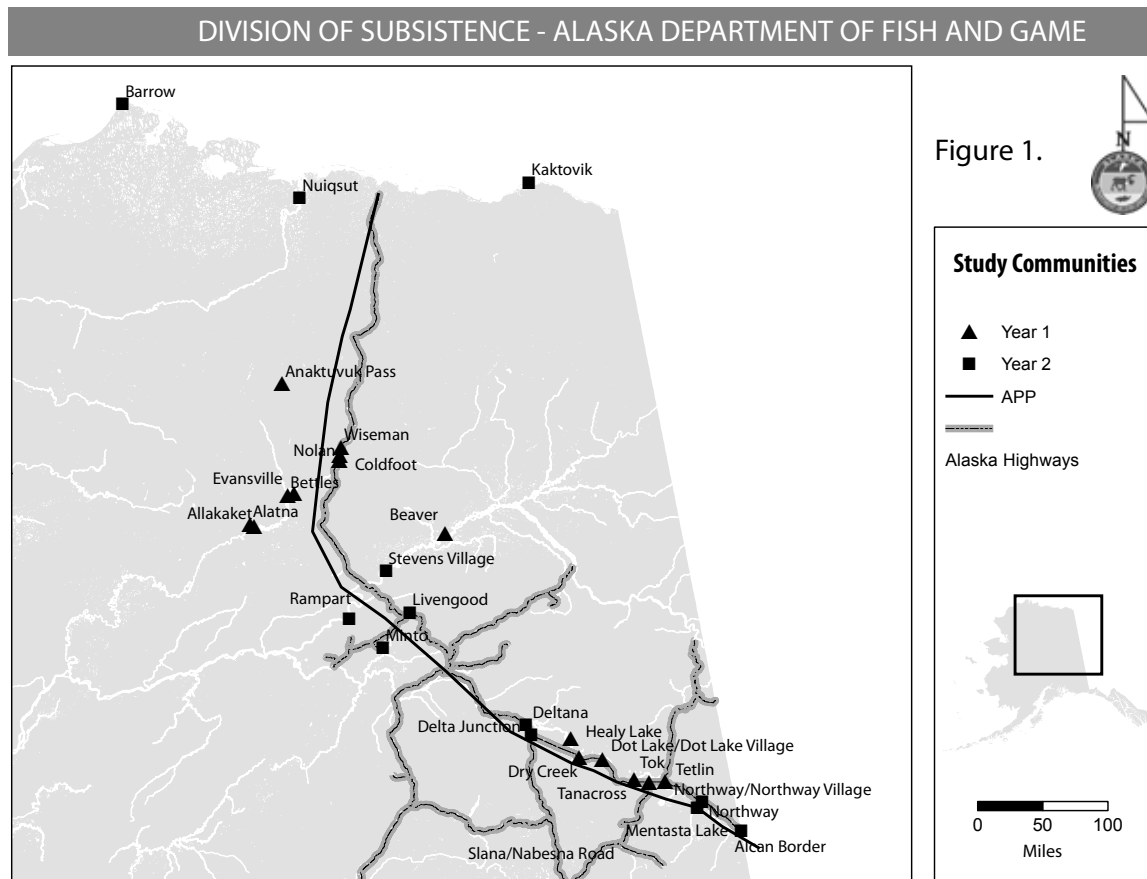 DIVISION OF SUBSISTENCE - ALASKA DEPARTMENT OF FISH AND GAME
Barrow
Kaktovik
Nuiqsut
Anaktuvuk Pass
Wiseman
Nolan
Coldfoot
Evansville
Bettles
Allakaket
Alatna
Beaver
Stevens Village
Rampart
Livengood
Minto
Deltana
Delta Junction
Healy Lake
Dot Lake/Dot Lake Village
Dry Creek
Tok
Tetlin
Tanacross
Northway/Northway Village
Northway
Mentasta Lake
Alcan Border
Slana/Nabesna Road
Figure 1.
N
Study Communities
Year 1
Year 2
APP
Alaska Highways
0 50 100
Miles